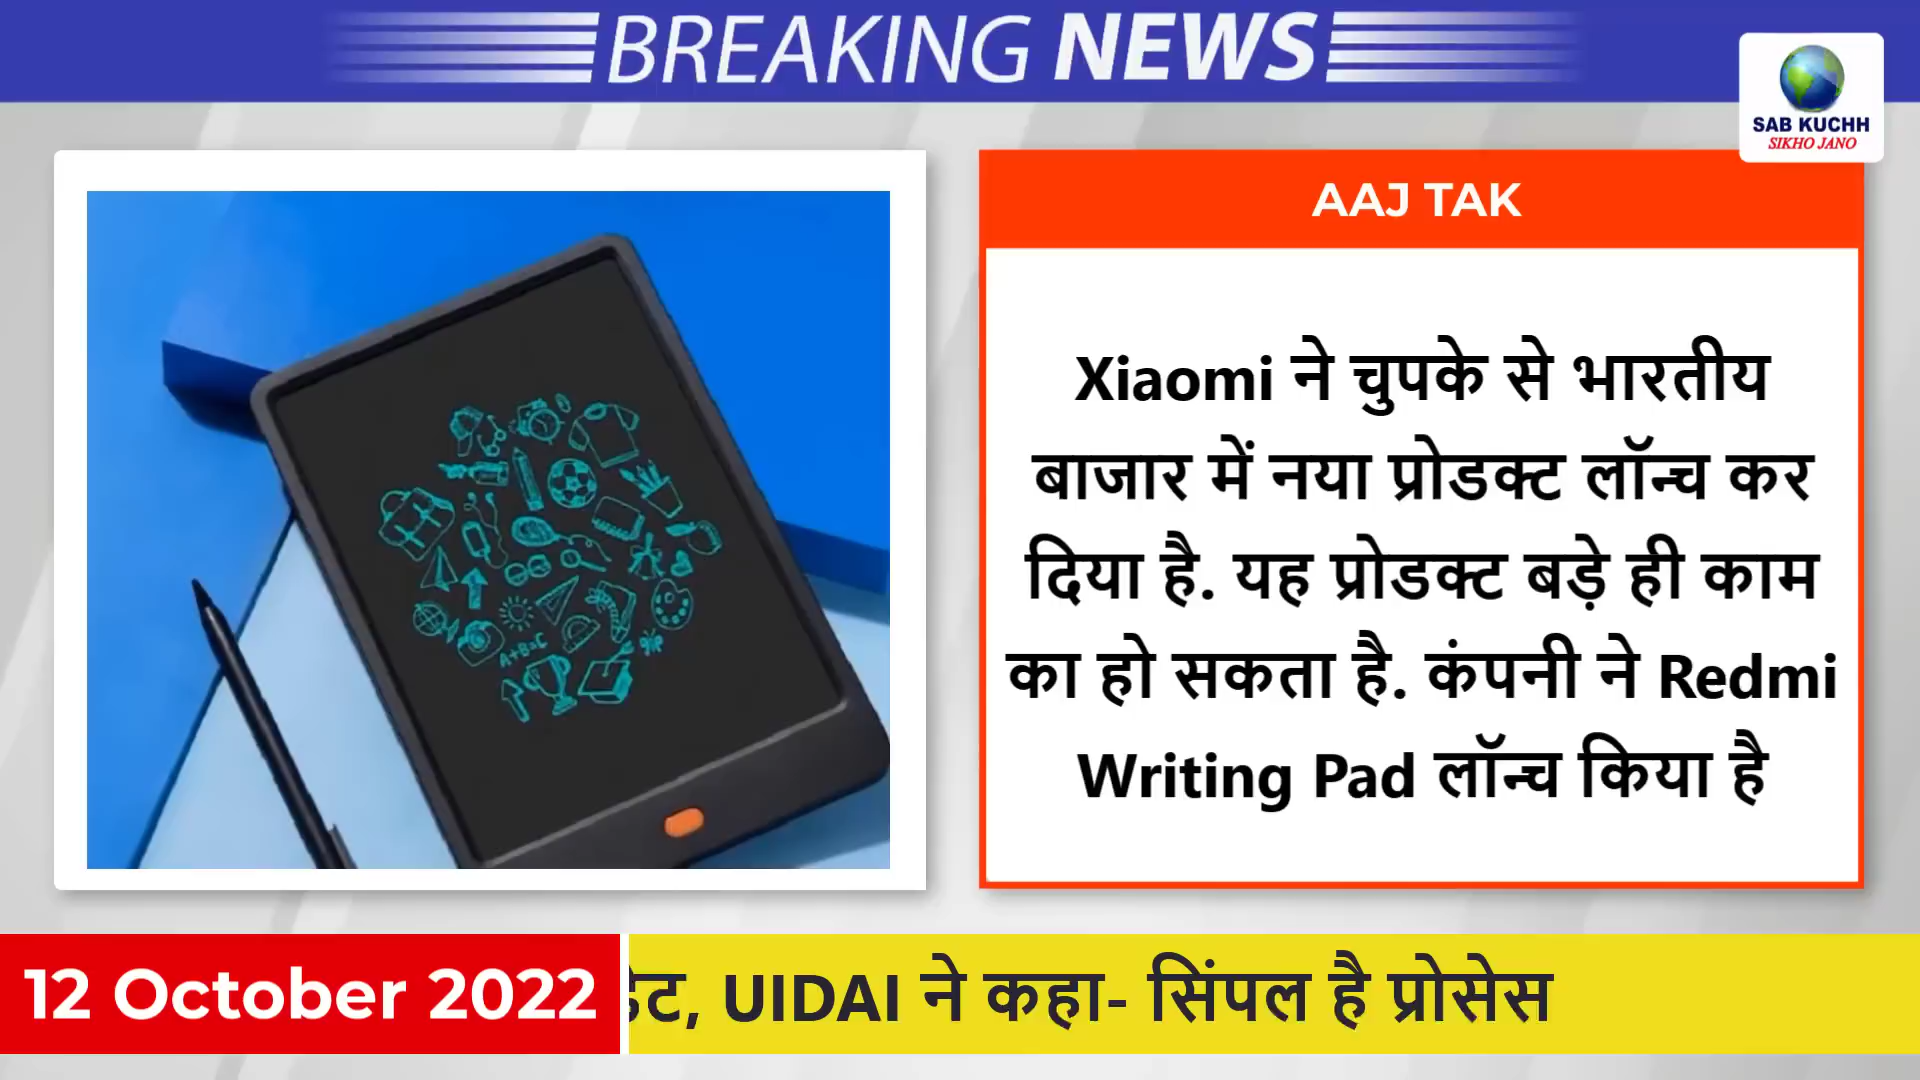 BREAKING NEWS
SAB KUCHH
SIKHO JANO
AAJ TAK
Xiaomi ने चुपके से भारतीय
बाजार में नया प्रोडक्ट लॉन्च कर
दिया है. यह प्रोडक्ट बड़े ही काम
का हो सकता है. कंपनी ने Redmi
Writing Pad लॉन्च किया है
A+B=C
12 October 2022
UIDAI ने कहा- सिंपल है प्रोसेस